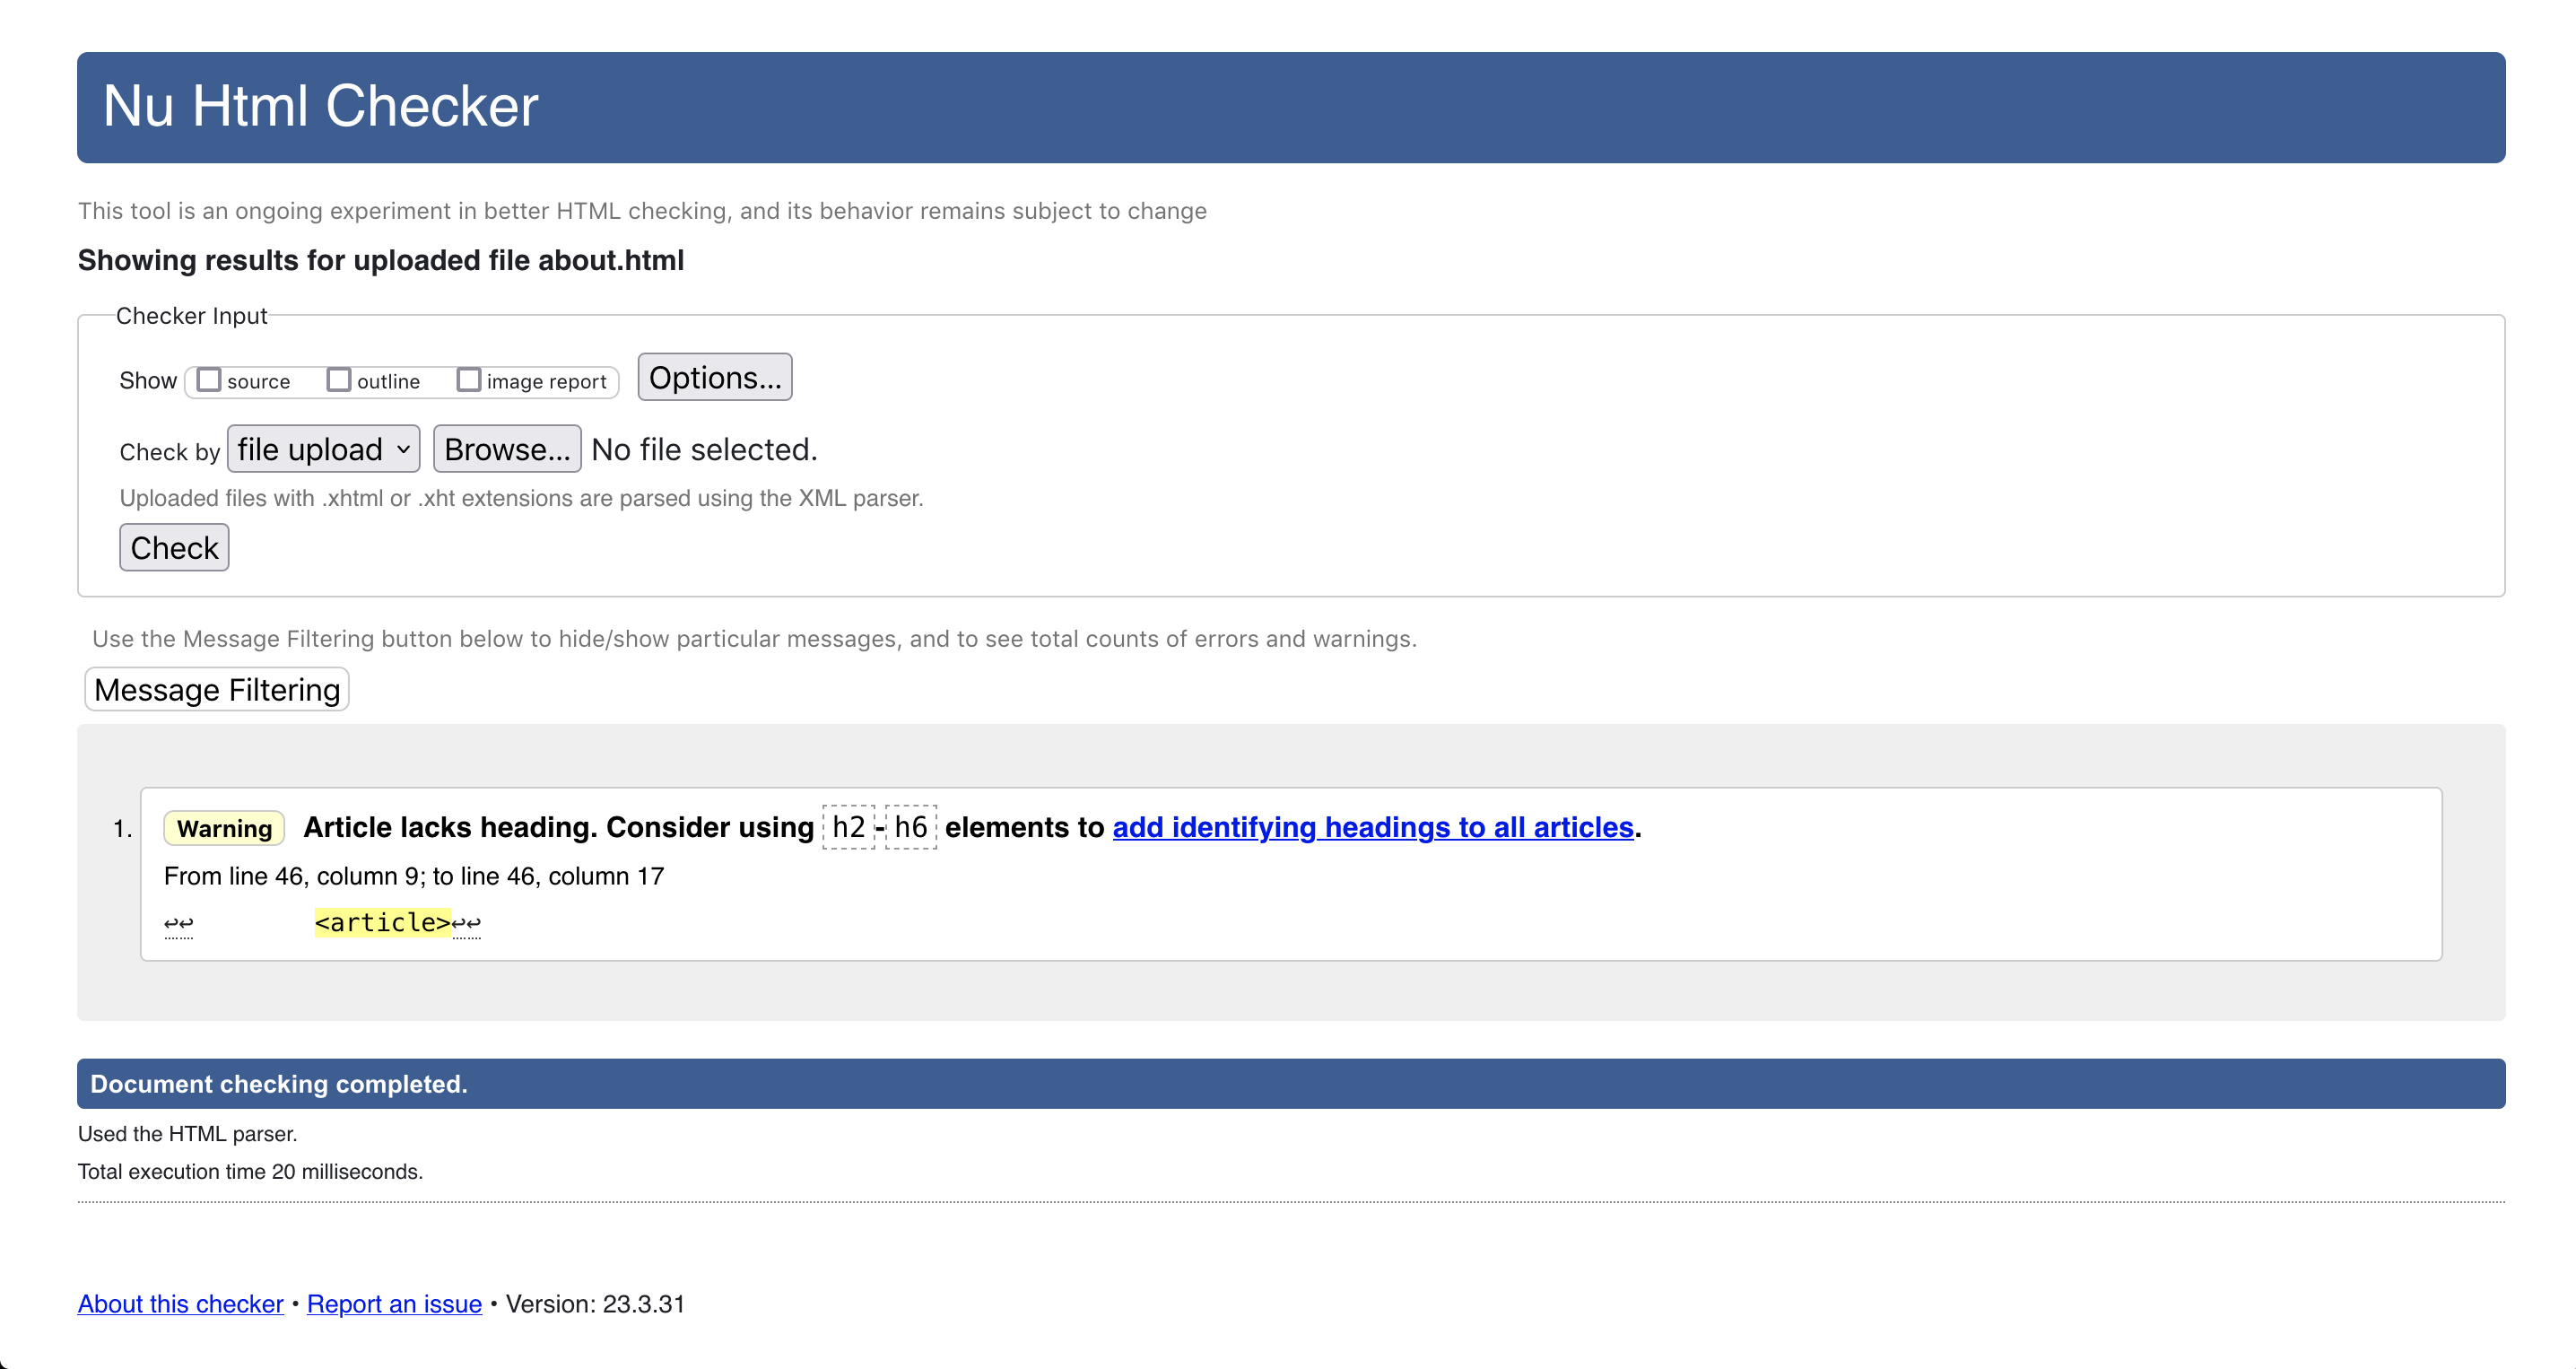 Nu Html Checker
This tool is an ongoing experiment in better HTML checking, and its behavior remains subject to change
Showing results for uploaded file about.html
Checker Input
Show source outline image report Options...
Check by file upload Browse... No file selected.
Uploaded files with .xhtml or .xht extensions are parsed using the XML parser.
Check
Use the Message Filtering button below to hide/show particular messages, and to see total counts of errors and warnings.
Message Filtering
1. Warning Article lacks heading. Consider using h2-h6 elements to add identifying headings to all articles.
From line 46, column 9; to line 46, column 17
↩↩ <article>↩↩
Document checking completed.
Used the HTML parser.
Total execution time 20 milliseconds.
About this checker • Report an issue • Version: 23.3.31